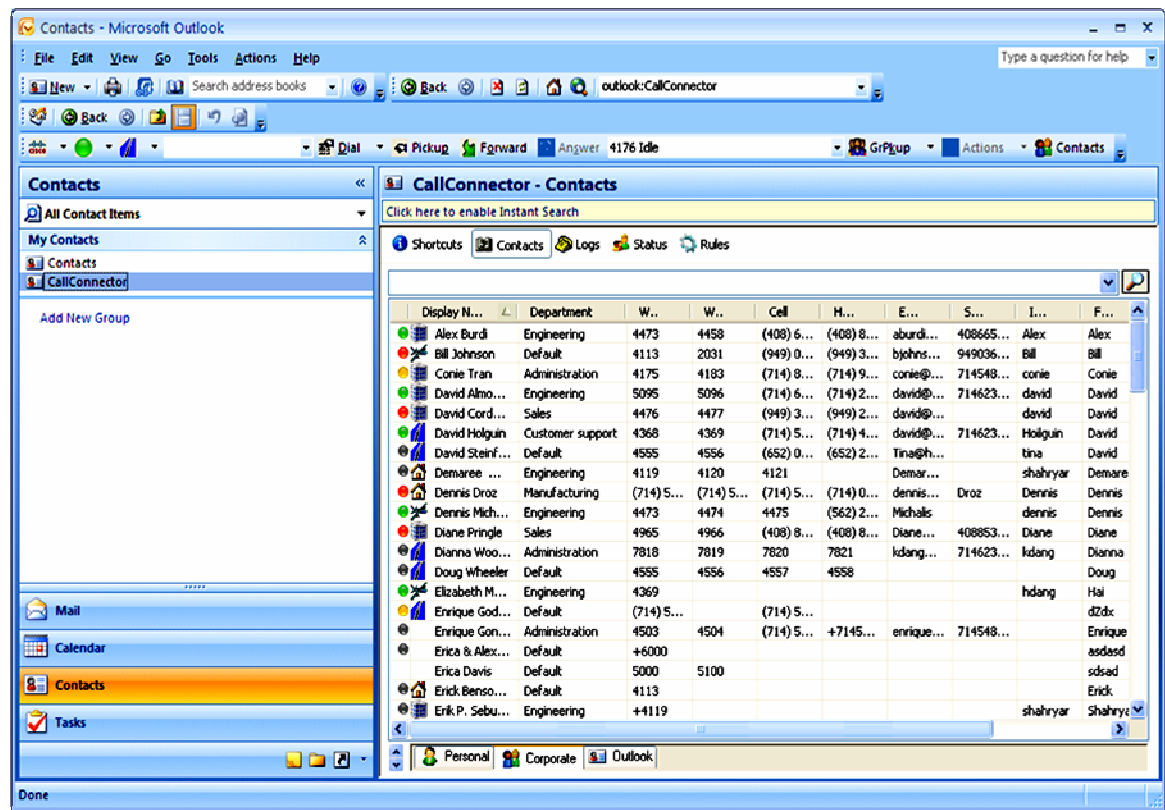 Contacts - Microsoft Outlook
File Edit View Go Tools Actions Help Type a question for help
New Search address books Back outlook:CallConnector
Back
Dial Pickup Forward Answer 4176 Idle GrPkup Actions Contacts
Contacts «
All Contact Items
My Contacts
Contacts
CallConnector
Add New Group
Mail
Calendar
Contacts
Tasks
CallConnector - Contacts
Click here to enable Instant Search
Shortcuts Contacts Logs Status Rules
Display N... Department W... W... Cell H... E... S... I... F...
Alex Burdi Engineering 4473 4458 (408) 6... (408) 8... aburdi... 408665... Alex Alex
Bill Johnson Default 4113 2031 (949) 0... (949) 3... bjohns... 949036... Bill Bill
Conie Tran Administration 4175 4183 (714) 8... (714) 9... conie@... 714548... conie Conie
David Almo... Engineering 5095 5096 (714) 6... (714) 2... david@... 714623... david David
David Cord... Sales 4476 4477 (949) 3... (949) 2... david@... david David
David Holguin Customer support 4368 4369 (714) 5... (714) 4... david@... 714623... Hoilguin David
David Steinf... Default 4555 4556 (652) 0... (652) 2... Tina@h... tina David
Demaree ... Engineering 4119 4120 4121 Demar... shahryar Demare
Dennis Droz Manufacturing (714) 5... (714) 5... (714) 5... (714) 0... dennis... Droz Dennis Dennis
Dennis Mich... Engineering 4473 4474 4475 (562) 2... Michalis dennis Dennis
Diane Pringle Sales 4965 4966 (408) 8... (408) 8... Diane... 408853... Diane Diane
Dianna Woo... Administration 7818 7819 7820 7821 kdang... 714623... kdang Dianna
Doug Wheeler Default 4555 4556 4557 4558 Doug
Elizabeth M... Engineering 4369 hdang Hai
Enrique God... Default (714) 5... (714) 5... dZdx
Enrique Gon... Administration 4503 4504 (714) 5... +7145... enrique... 714548... Enrique
Erica & Alex... Default +6000 asdasd
Erica Davis Default 5000 5100 sdsad
Erick Benso... Default 4113 Erick
Erik P. Sebu... Engineering +4119 shahryar Shahrya
Personal Corporate Outlook
Done